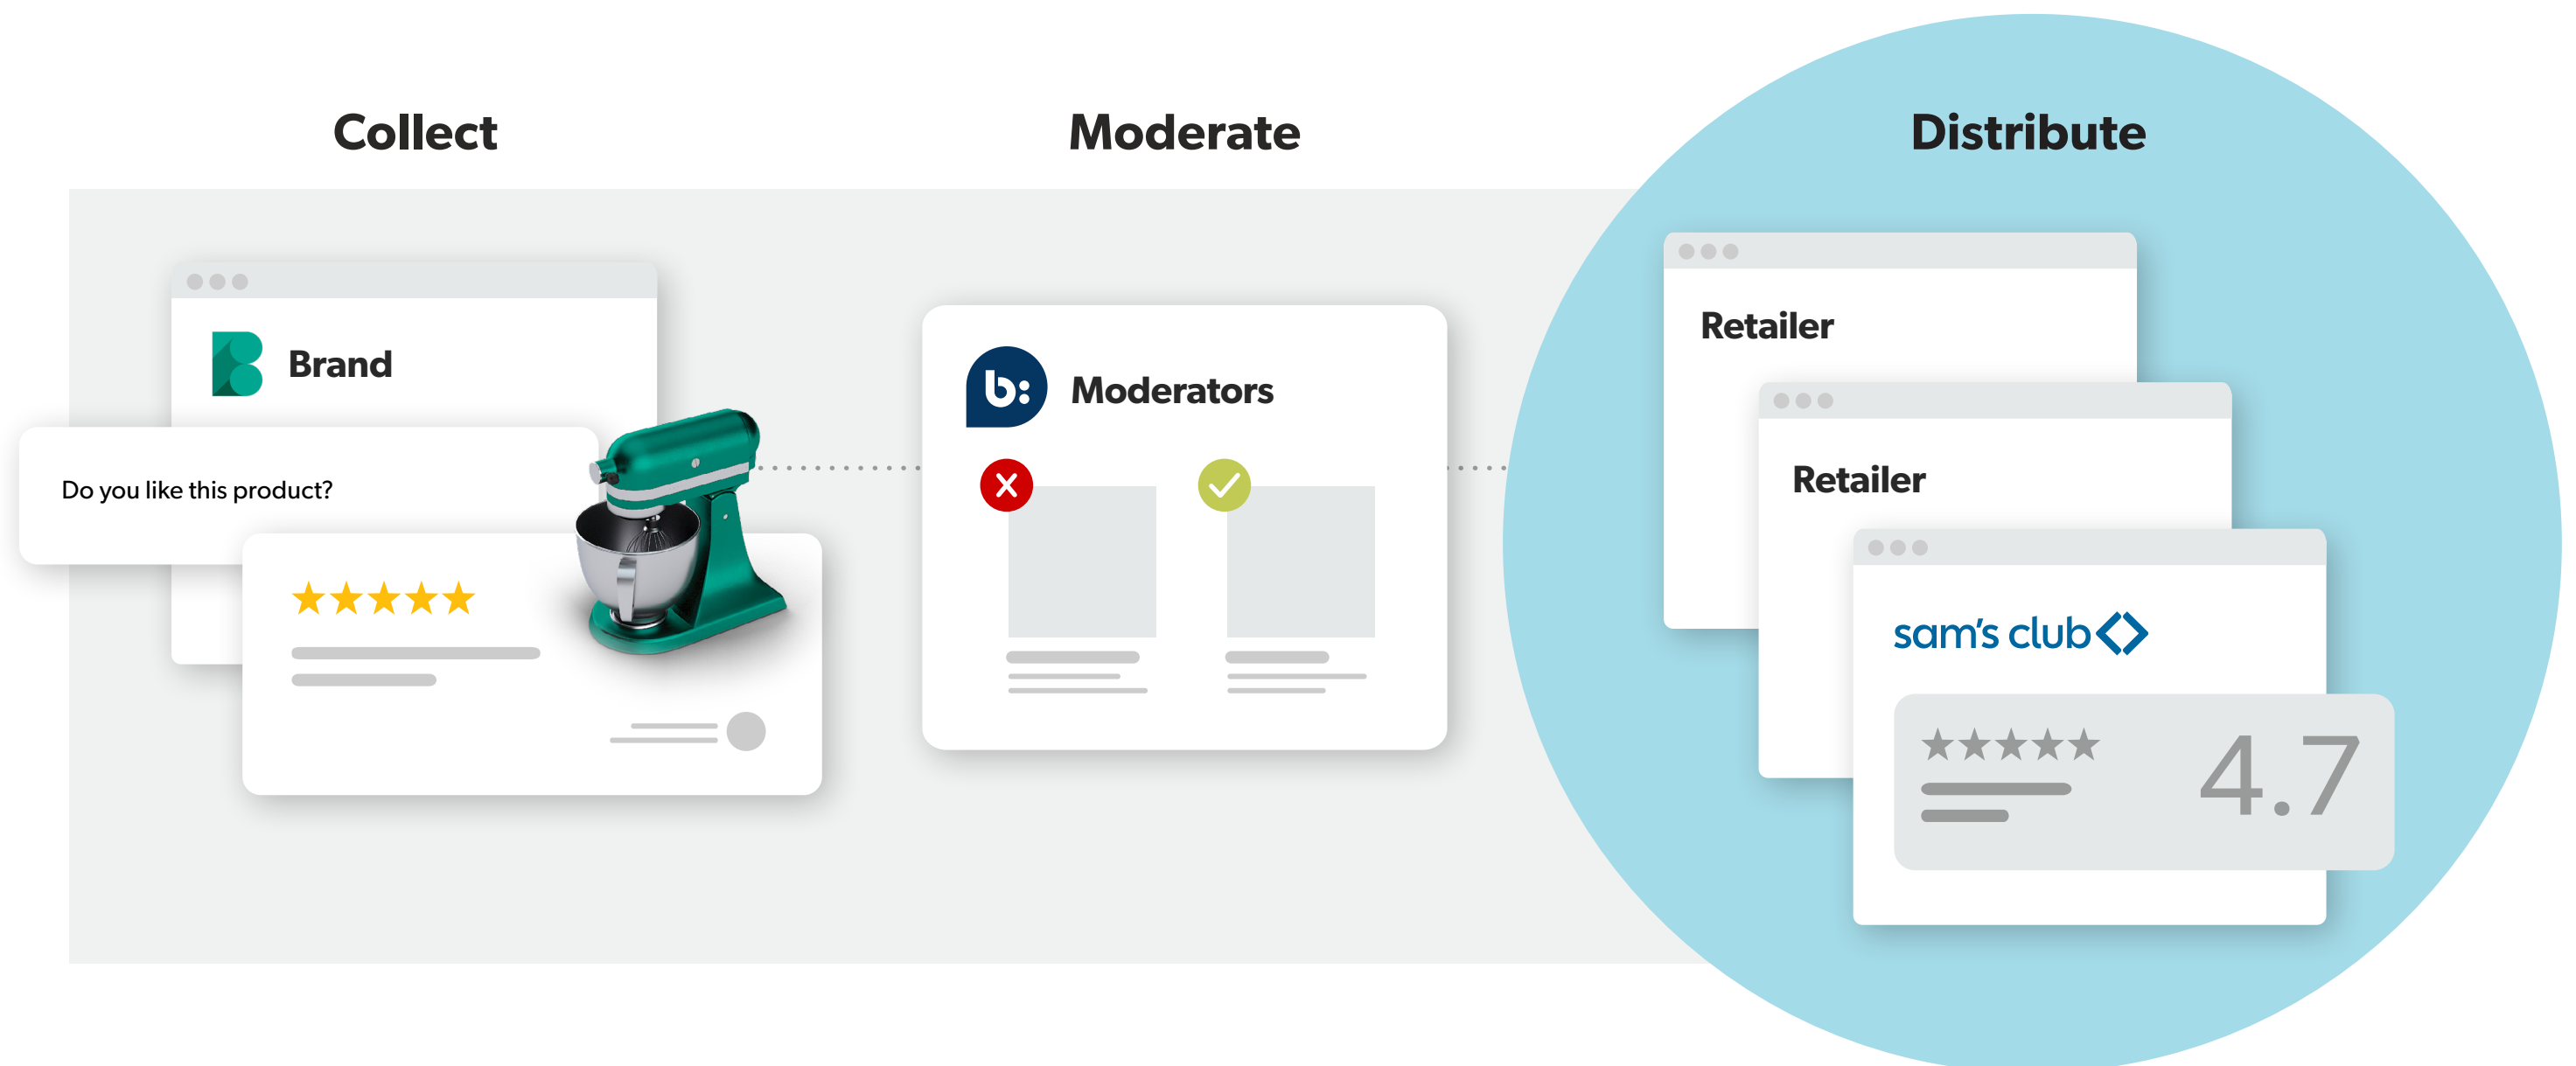 Collect
Moderate
Distribute
Brand
Do you like this product?
b: Moderators
Retailer
Retailer
sam's club
4.7